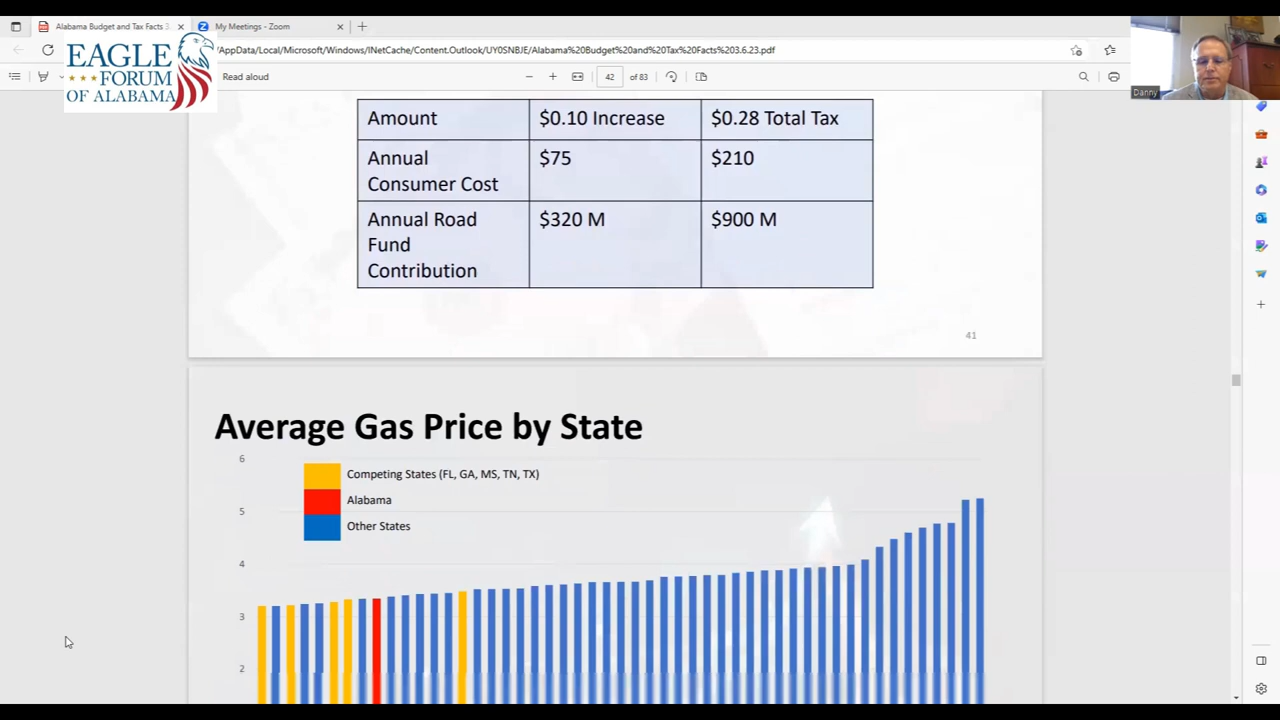 Alabama Budget and Tax Facts 3
My Meetings - Zoom
/AppData/Local/Microsoft/Windows/INetCache/Content.Outlook/UY0SNBJE/Alabama%20Budget%20and%20Tax%20Facts%203.6.23.pdf
EAGLE
FORUM
OF ALABAMA
Read aloud
42 of 83
Danny
Amount $0.10 Increase $0.28 Total Tax
Annual $75 $210
Consumer Cost
Annual Road $320 M $900 M
Fund
Contribution
41
Average Gas Price by State
6
Competing States (FL, GA, MS, TN, TX)
Alabama
5
Other States
4
3
2